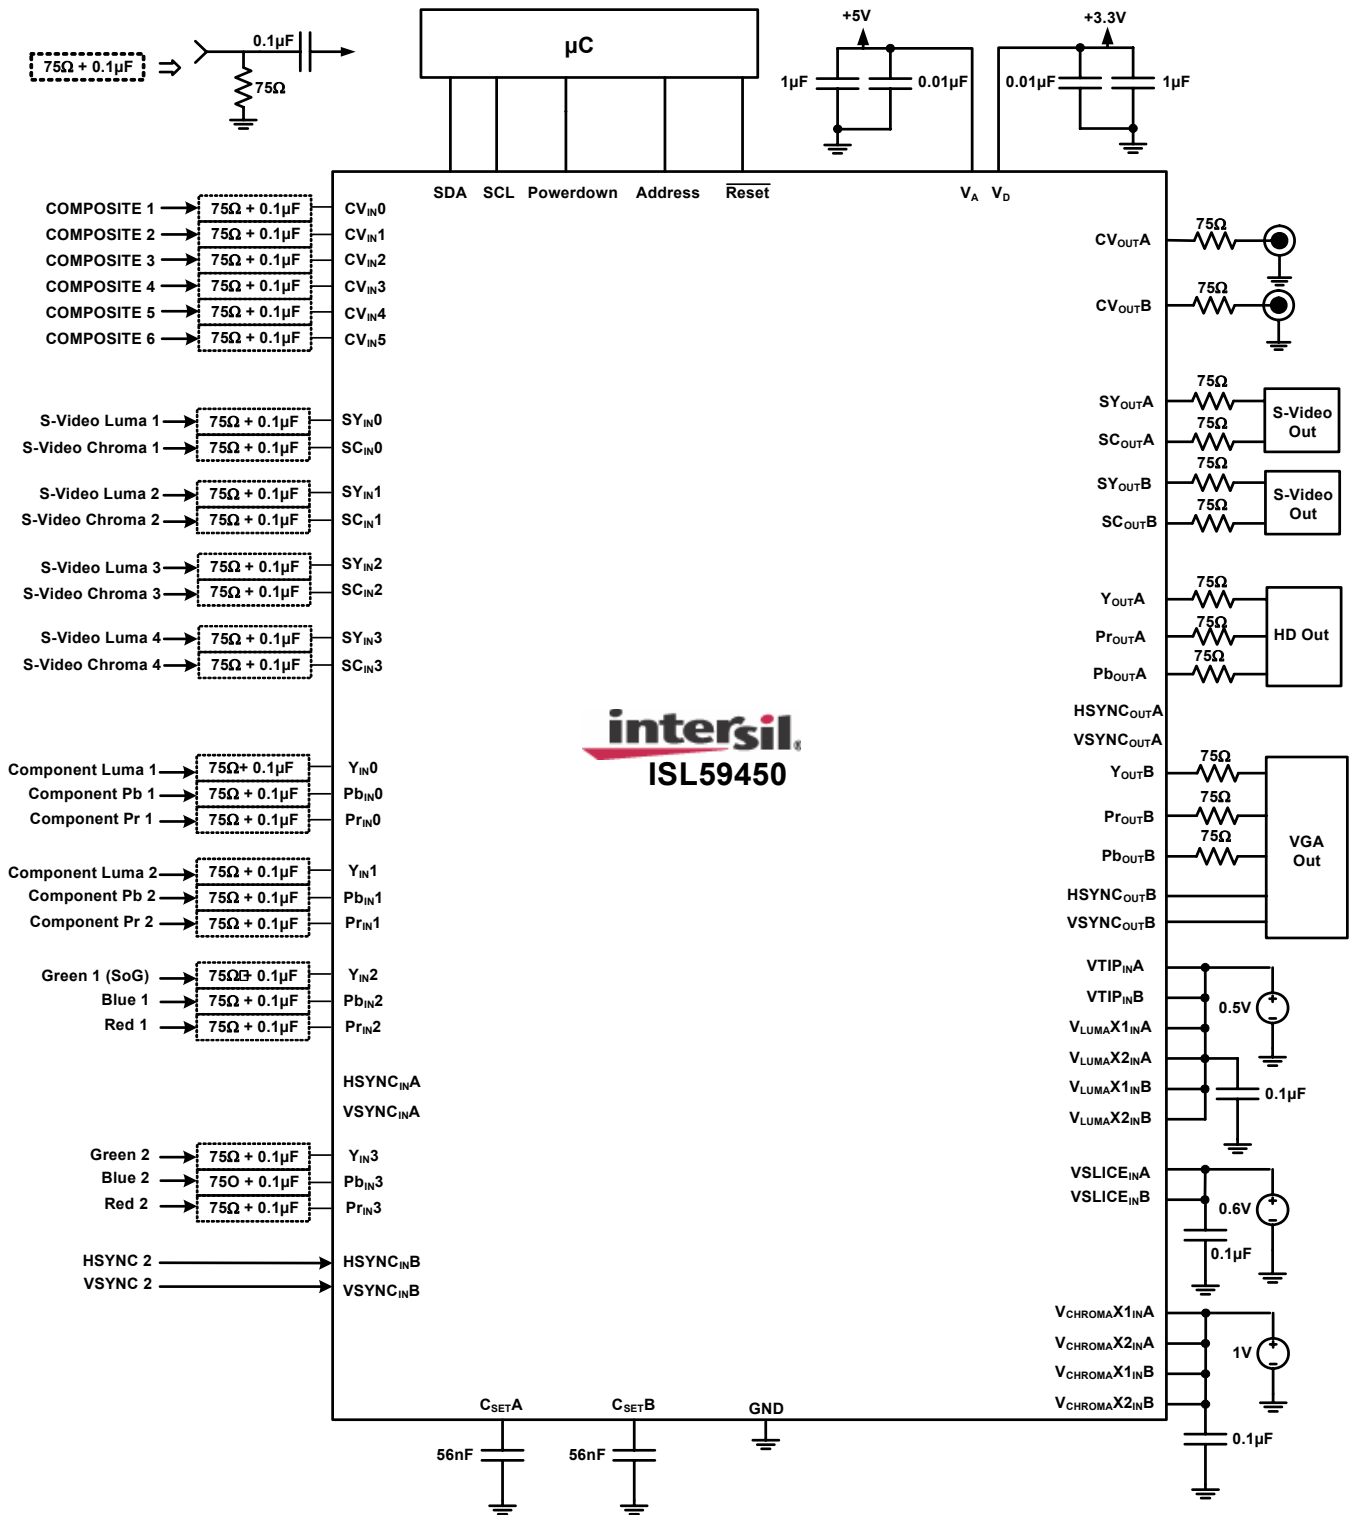 75Ω + 0.1µF
0.1µF
75Ω
µC
+5V
1µF
0.01µF
+3.3V
0.01µF
1µF
SDA SCL Powerdown Address Reset VA VD
COMPOSITE 1 75Ω + 0.1µF CVIN0
COMPOSITE 2 75Ω + 0.1µF CVIN1
COMPOSITE 3 75Ω + 0.1µF CVIN2
COMPOSITE 4 75Ω + 0.1µF CVIN3
COMPOSITE 5 75Ω + 0.1µF CVIN4
COMPOSITE 6 75Ω + 0.1µF CVIN5
S-Video Luma 1 75Ω + 0.1µF SYIN0
S-Video Chroma 1 75Ω + 0.1µF SCIN0
S-Video Luma 2 75Ω + 0.1µF SYIN1
S-Video Chroma 2 75Ω + 0.1µF SCIN1
S-Video Luma 3 75Ω + 0.1µF SYIN2
S-Video Chroma 3 75Ω + 0.1µF SCIN2
S-Video Luma 4 75Ω + 0.1µF SYIN3
S-Video Chroma 4 75Ω + 0.1µF SCIN3
Component Luma 1 75Ω+ 0.1µF YIN0
Component Pb 1 75Ω + 0.1µF PbIN0
Component Pr 1 75Ω + 0.1µF PrIN0
Component Luma 2 75Ω + 0.1µF YIN1
Component Pb 2 75Ω + 0.1µF PbIN1
Component Pr 2 75Ω + 0.1µF PrIN1
Green 1 (SoG) 75Ω+ 0.1µF YIN2
Blue 1 75Ω + 0.1µF PbIN2
Red 1 75Ω + 0.1µF PrIN2
HSYNCINA
VSYNCINA
Green 2 75Ω + 0.1µF YIN3
Blue 2 75O + 0.1µF PbIN3
Red 2 75Ω + 0.1µF PrIN3
HSYNC 2 HSYNCINB
VSYNC 2 VSYNCINB
intersil®
ISL59450
CVOUTA 75Ω
CVOUTB 75Ω
SYOUTA 75Ω
SCOUTA 75Ω
S-Video
Out
SYOUTB 75Ω
SCOUTB 75Ω
S-Video
Out
YOUTA 75Ω
PrOUTA 75Ω
PbOUTA 75Ω
HD Out
HSYNCOUTA
VSYNCOUTA
YOUTB 75Ω
PrOUTB 75Ω
PbOUTB 75Ω
HSYNCOUTB
VSYNCOUTB
VGA
Out
VTIPINA
VTIPINB
VLUMAX1INA
VLUMAX2INA
VLUMAX1INB
VLUMAX2INB
0.5V
0.1µF
VSLICEINA
VSLICEINB
0.6V
0.1µF
VCHROMAX1INA
VCHROMAX2INA
VCHROMAX1INB
VCHROMAX2INB
1V
0.1µF
CSETA CSETB GND
56nF 56nF